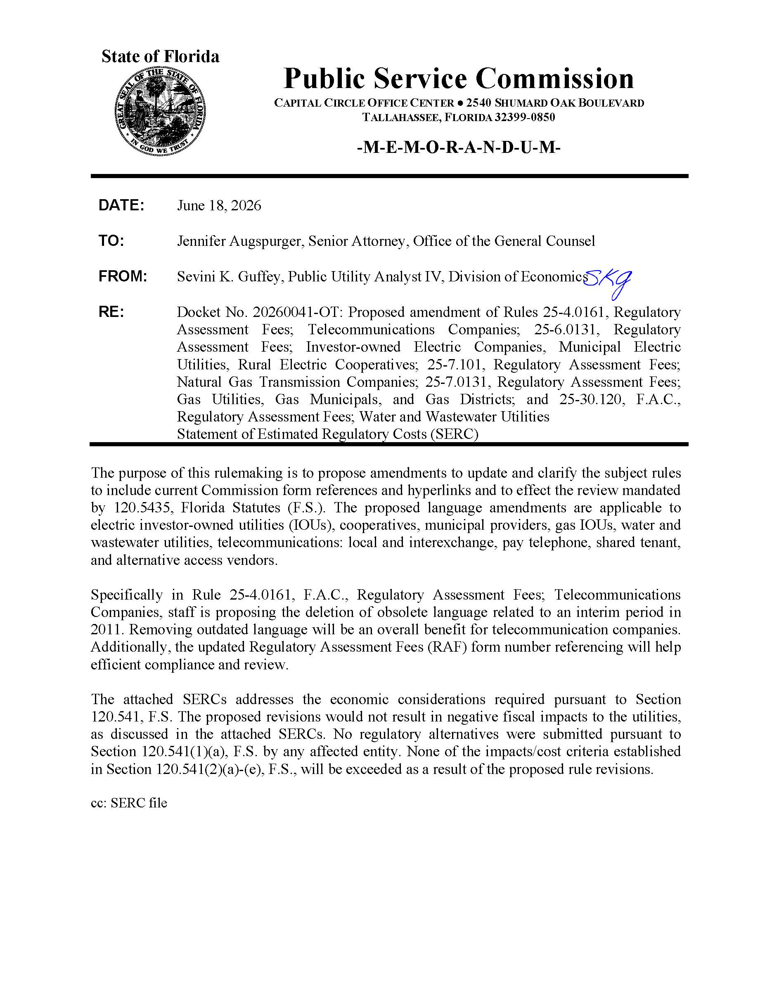 State of Florida
GREAT SEAL OF THE STATE OF FLORIDA
IN GOD WE TRUST
Public Service Commission
CAPITAL CIRCLE OFFICE CENTER ● 2540 SHUMARD OAK BOULEVARD
TALLAHASSEE, FLORIDA 32399-0850
-M-E-M-O-R-A-N-D-U-M-
DATE: June 18, 2026
TO: Jennifer Augspurger, Senior Attorney, Office of the General Counsel
FROM: Sevini K. Guffey, Public Utility Analyst IV, Division of Economics SKG
RE: Docket No. 20260041-OT: Proposed amendment of Rules 25-4.0161, Regulatory
Assessment Fees; Telecommunications Companies; 25-6.0131, Regulatory
Assessment Fees; Investor-owned Electric Companies, Municipal Electric
Utilities, Rural Electric Cooperatives; 25-7.101, Regulatory Assessment Fees;
Natural Gas Transmission Companies; 25-7.0131, Regulatory Assessment Fees;
Gas Utilities, Gas Municipals, and Gas Districts; and 25-30.120, F.A.C.,
Regulatory Assessment Fees; Water and Wastewater Utilities
Statement of Estimated Regulatory Costs (SERC)
The purpose of this rulemaking is to propose amendments to update and clarify the subject rules
to include current Commission form references and hyperlinks and to effect the review mandated
by 120.5435, Florida Statutes (F.S.). The proposed language amendments are applicable to
electric investor-owned utilities (IOUs), cooperatives, municipal providers, gas IOUs, water and
wastewater utilities, telecommunications: local and interexchange, pay telephone, shared tenant,
and alternative access vendors.
Specifically in Rule 25-4.0161, F.A.C., Regulatory Assessment Fees; Telecommunications
Companies, staff is proposing the deletion of obsolete language related to an interim period in
2011. Removing outdated language will be an overall benefit for telecommunication companies.
Additionally, the updated Regulatory Assessment Fees (RAF) form number referencing will help
efficient compliance and review.
The attached SERCs addresses the economic considerations required pursuant to Section
120.541, F.S. The proposed revisions would not result in negative fiscal impacts to the utilities,
as discussed in the attached SERCs. No regulatory alternatives were submitted pursuant to
Section 120.541(1)(a), F.S. by any affected entity. None of the impacts/cost criteria established
in Section 120.541(2)(a)-(e), F.S., will be exceeded as a result of the proposed rule revisions.
cc: SERC file